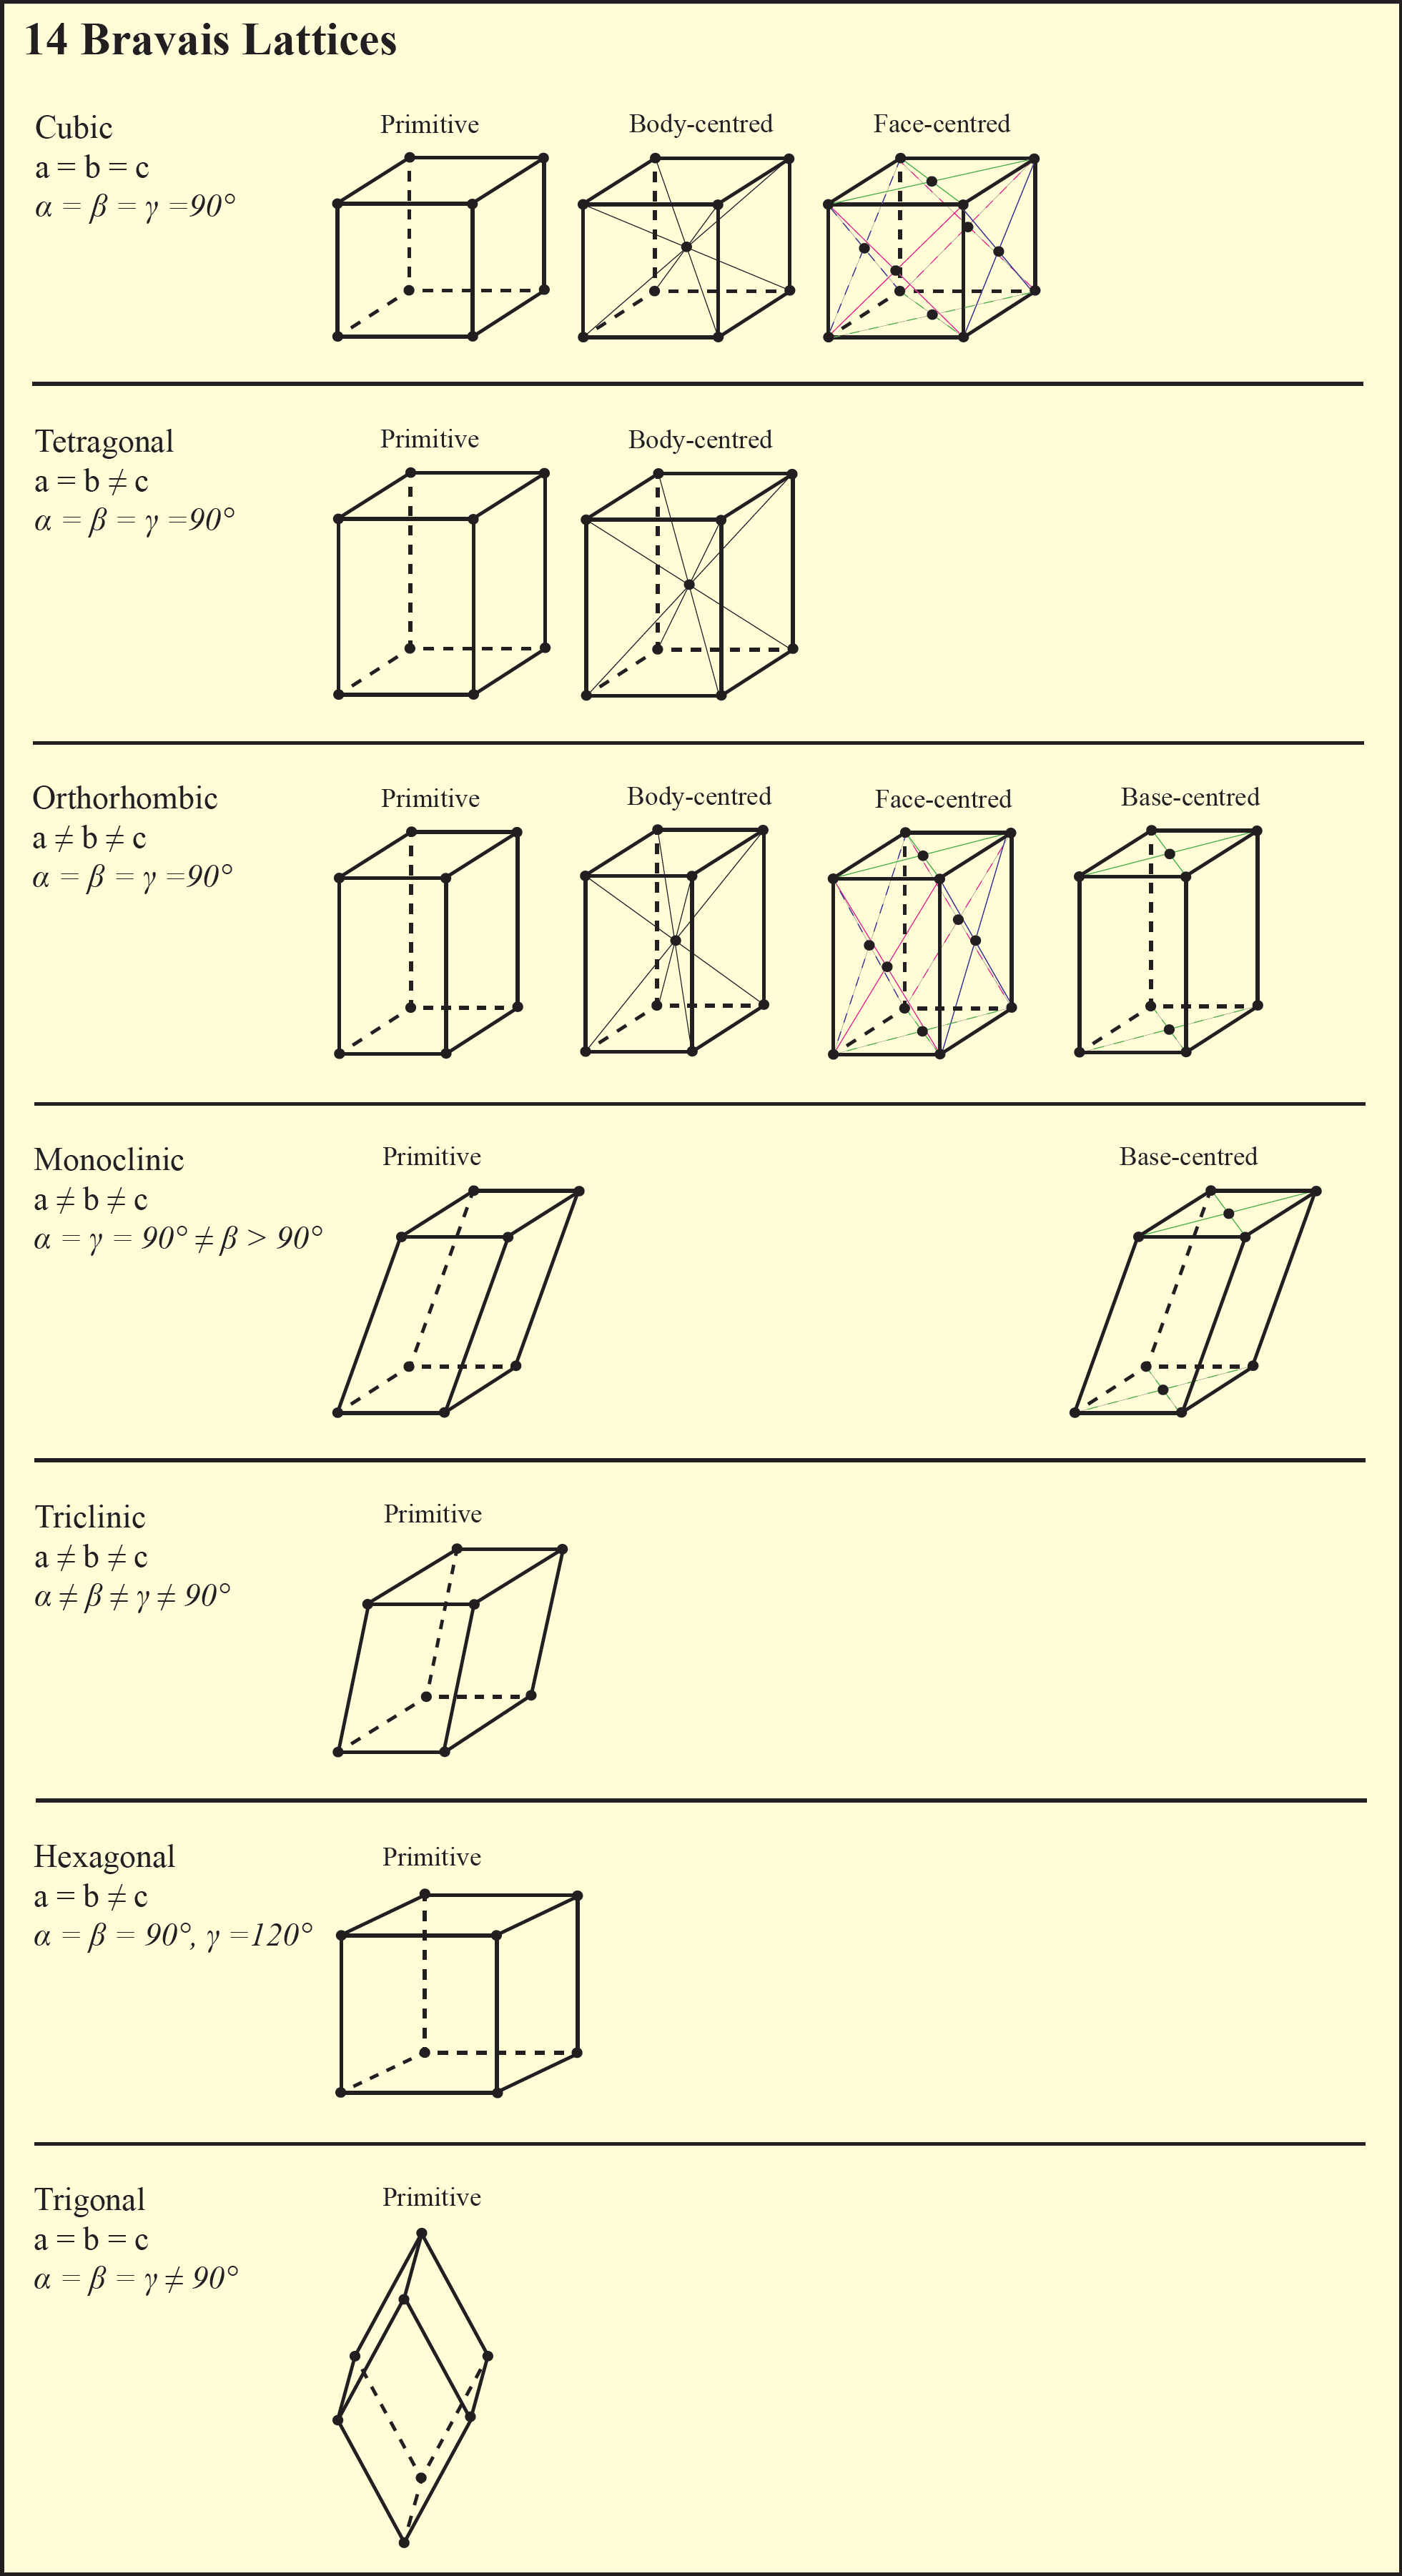 14 Bravais Lattices
Cubic
a = b = c
α = β = γ =90°
Primitive
Body-centred
Face-centred
Tetragonal
a = b ≠ c
α = β = γ =90°
Primitive
Body-centred
Orthorhombic
a ≠ b ≠ c
α = β = γ =90°
Primitive
Body-centred
Face-centred
Base-centred
Monoclinic
a ≠ b ≠ c
α = γ = 90° ≠ β > 90°
Primitive
Base-centred
Triclinic
a ≠ b ≠ c
α ≠ β ≠ γ ≠ 90°
Primitive
Hexagonal
a = b ≠ c
α = β = 90°, γ =120°
Primitive
Trigonal
a = b = c
α = β = γ ≠ 90°
Primitive